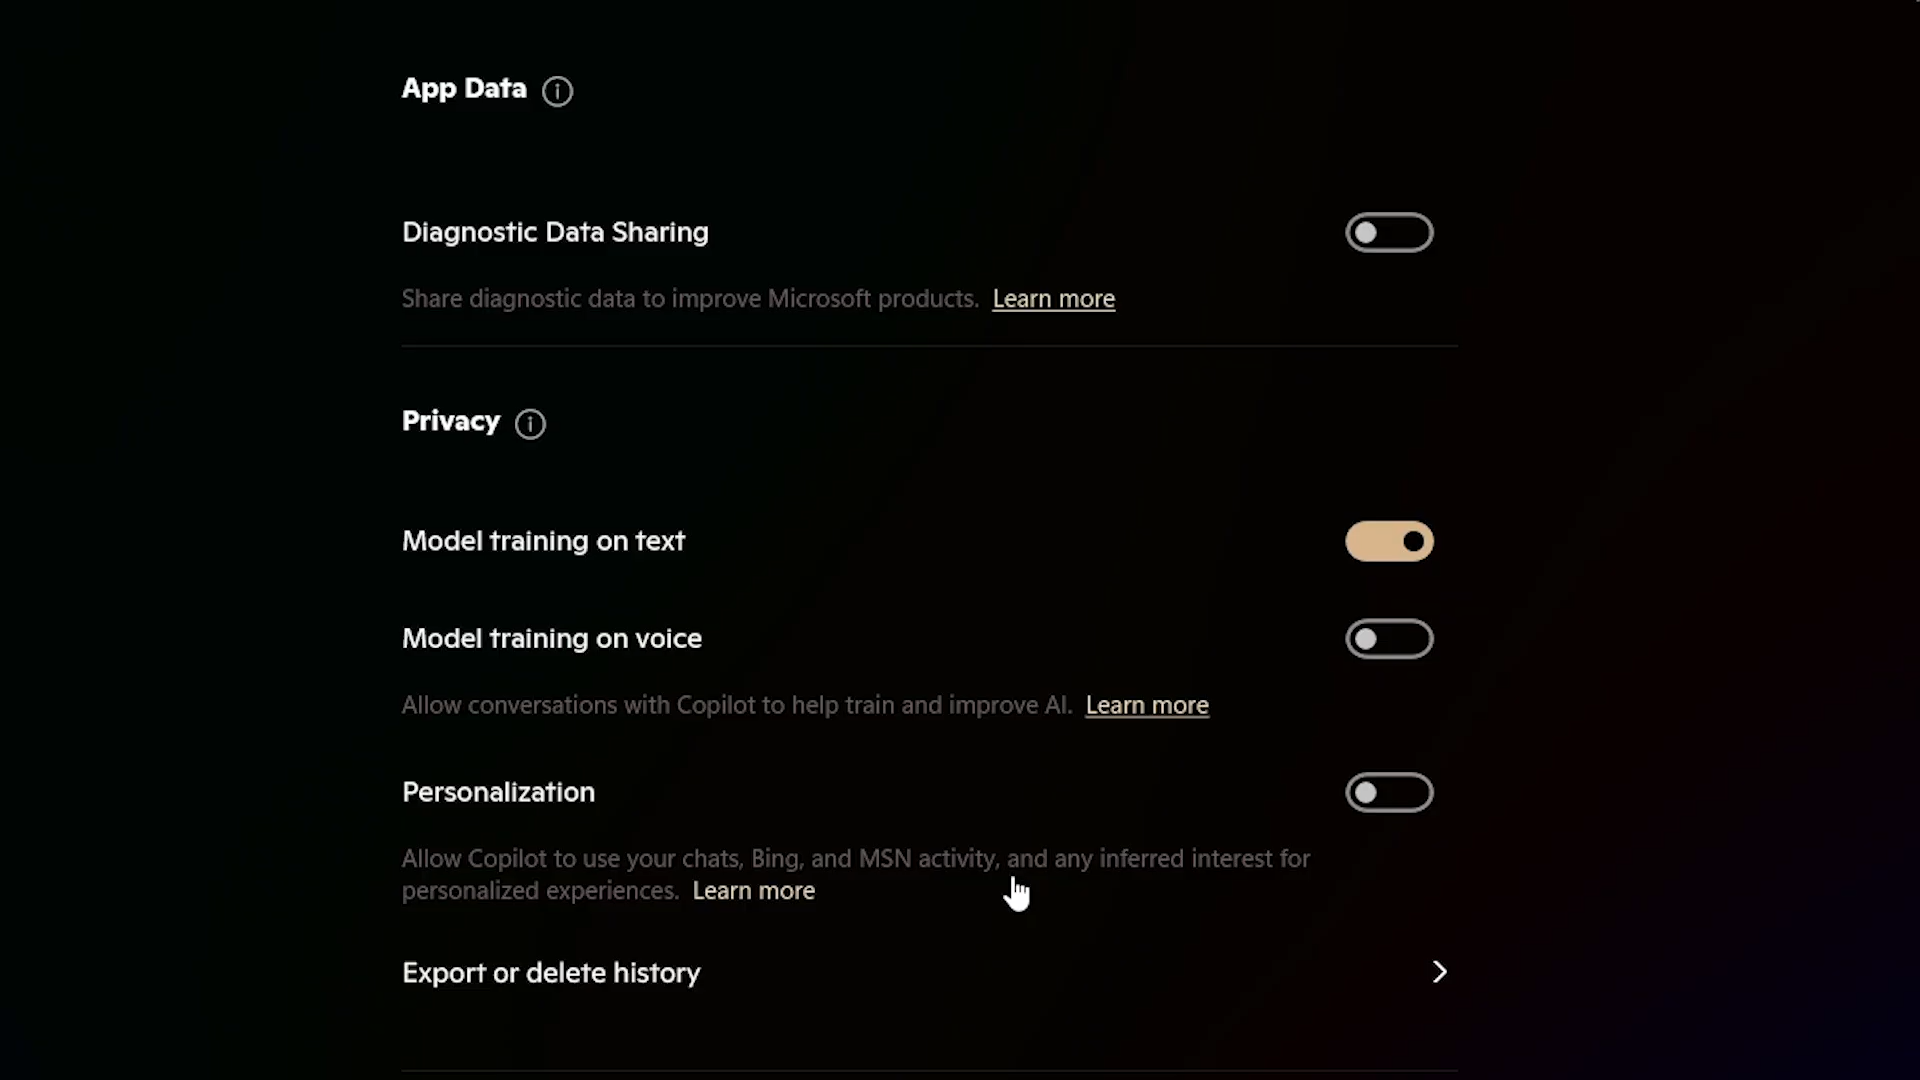 App Data
Diagnostic Data Sharing
Share diagnostic data to improve Microsoft products. Learn more
Privacy
Model training on text
Model training on voice
Allow conversations with Copilot to help train and improve AI. Learn more
Personalization
Allow Copilot to use your chats, Bing, and MSN activity, and any inferred interest for
personalized experiences. Learn more
Export or delete history